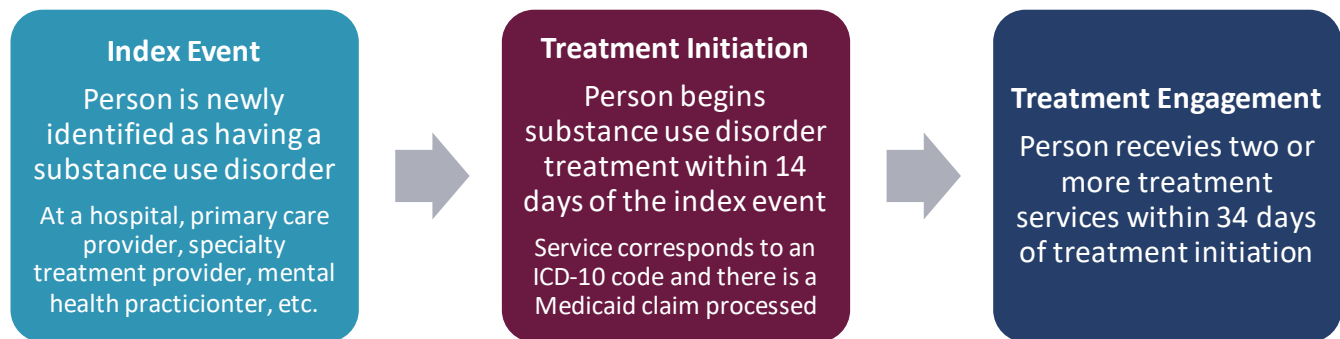 Index Event
Person is newly
identified as having a
substance use disorder
At a hospital, primary care
provider, specialty
treatment provider, mental
health practicionter, etc.
Treatment Initiation
Person begins
substance use disorder
treatment within 14
days of the index event
Service corresponds to an
ICD-10 code and there is a
Medicaid claim processed
Treatment Engagement
Person recevies two or
more treatment
services within 34 days
of treatment initiation